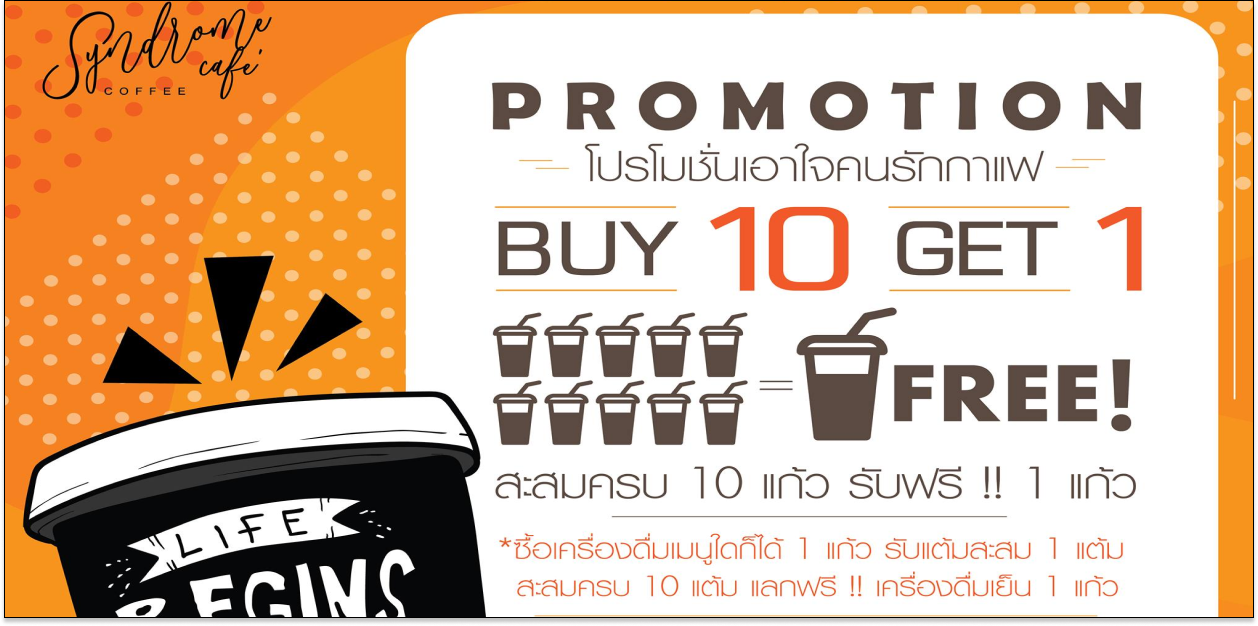 Syndrome
café
COFFEE
PROMOTION
โปรโมชั่นเอาใจคนรักกาแฟ
BUY 10 GET 1
= FREE!
สะสมครบ 10 แก้ว รับฟรี !! 1 แก้ว
*ซื้อเครื่องดื่มเมนูใดก็ได้ 1 แก้ว รับแต้มสะสม 1 แต้ม
สะสมครบ 10 แต้ม แลกฟรี !! เครื่องดื่มเย็น 1 แก้ว
LIFE
BEGINS